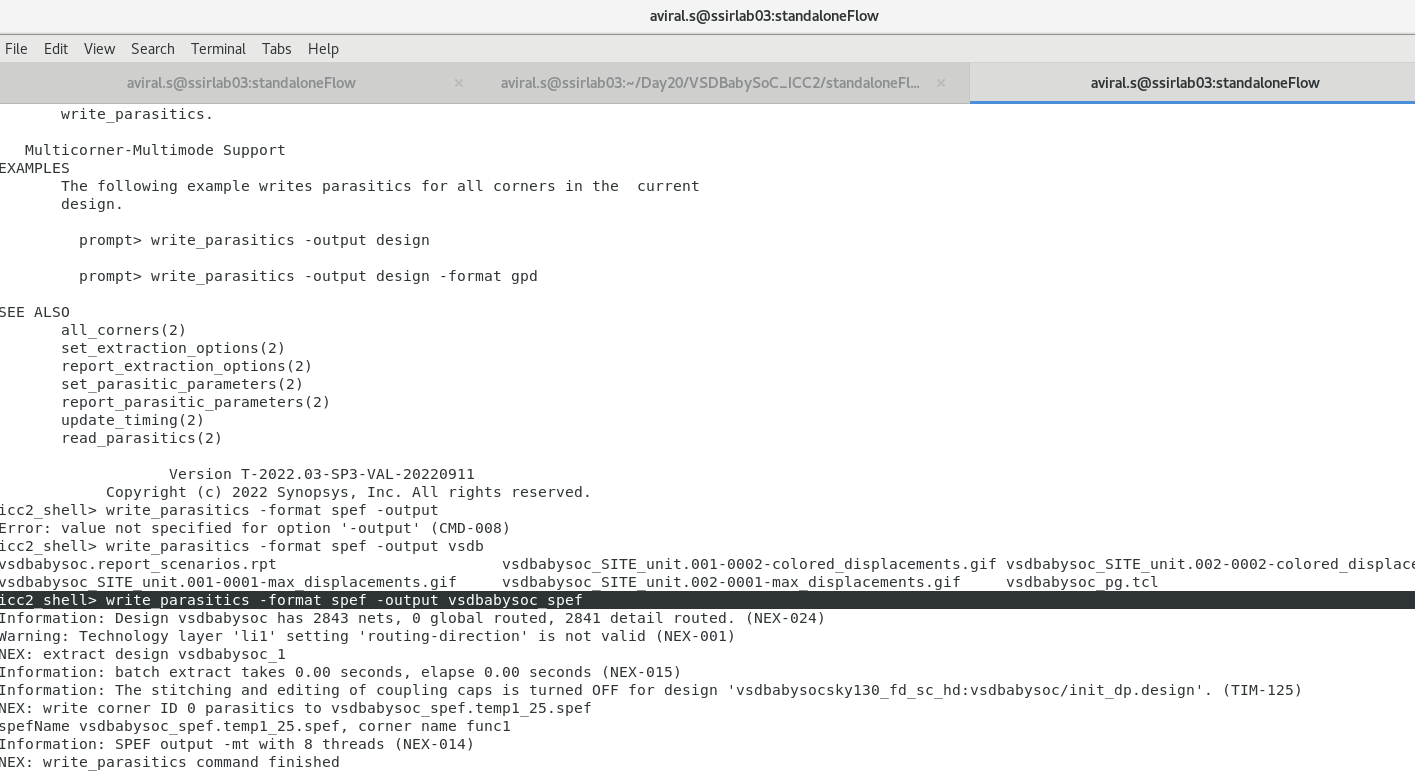 aviral.s@ssirlab03:standaloneFlow
File Edit View Search Terminal Tabs Help
aviral.s@ssirlab03:standaloneFlow × aviral.s@ssirlab03:~/Day20/VSDBabySoC_ICC2/standaloneFl... × aviral.s@ssirlab03:standaloneFlow
write_parasitics.
Multicorner-Multimode Support
EXAMPLES
The following example writes parasitics for all corners in the  current
design.
prompt> write_parasitics -output design
prompt> write_parasitics -output design -format gpd
SEE ALSO
all_corners(2)
set_extraction_options(2)
report_extraction_options(2)
set_parasitic_parameters(2)
report_parasitic_parameters(2)
update_timing(2)
read_parasitics(2)
Version T-2022.03-SP3-VAL-20220911
Copyright (c) 2022 Synopsys, Inc. All rights reserved.
icc2_shell> write_parasitics -format spef -output
Error: value not specified for option '-output' (CMD-008)
icc2_shell> write_parasitics -format spef -output vsdb
vsdbabysoc.report_scenarios.rpt vsdbabysoc_SITE_unit.001-0002-colored_displacements.gif vsdbabysoc_SITE_unit.002-0002-colored_displace
vsdbabysoc_SITE_unit.001-0001-max_displacements.gif vsdbabysoc_SITE_unit.002-0001-max_displacements.gif vsdbabysoc_pg.tcl
icc2_shell> write_parasitics -format spef -output vsdbabysoc_spef
Information: Design vsdbabysoc has 2843 nets, 0 global routed, 2841 detail routed. (NEX-024)
Warning: Technology layer 'li1' setting 'routing-direction' is not valid (NEX-001)
NEX: extract design vsdbabysoc_1
Information: batch extract takes 0.00 seconds, elapse 0.00 seconds (NEX-015)
Information: The stitching and editing of coupling caps is turned OFF for design 'vsdbabysocsky130_fd_sc_hd:vsdbabysoc/init_dp.design'. (TIM-125)
NEX: write corner ID 0 parasitics to vsdbabysoc_spef.temp1_25.spef
spefName vsdbabysoc_spef.temp1_25.spef, corner name func1
Information: SPEF output -mt with 8 threads (NEX-014)
NEX: write_parasitics command finished